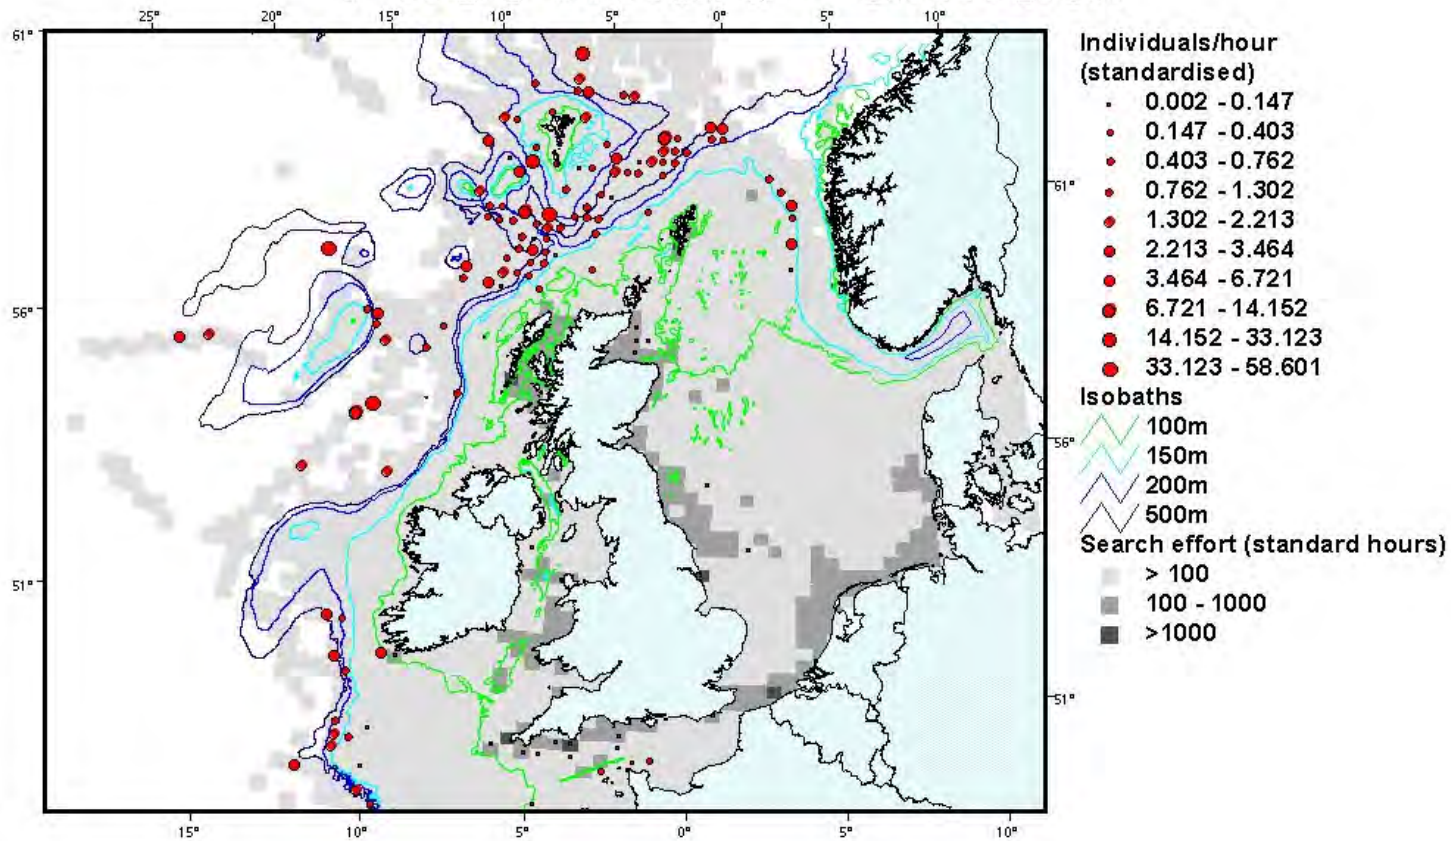 25° 20° 15° 10° 5° 0° 5° 10°
61°
56°
51°
61°
56°
51°
15° 10° 5° 0° 5° 10°
Individuals/hour
(standardised)
0.002 - 0.147
0.147 - 0.403
0.403 - 0.762
0.762 - 1.302
1.302 - 2.213
2.213 - 3.464
3.464 - 6.721
6.721 - 14.152
14.152 - 33.123
33.123 - 58.601
Isobaths
100m
150m
200m
500m
Search effort (standard hours)
> 100
100 - 1000
>1000